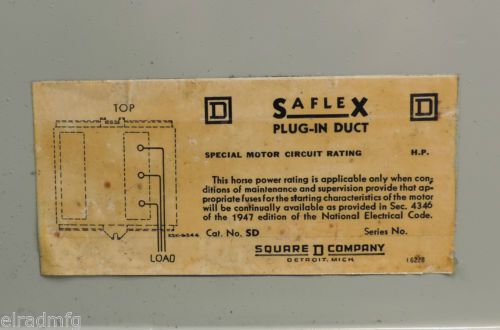 TOP
LOAD
D
SAFLEX
D
PLUG-IN DUCT
SPECIAL MOTOR CIRCUIT RATING H.P.
This horse power rating is applicable only when con-
ditions of maintenance and supervision provide that ap-
propriate fuses for the starting characteristics of the motor
will be continually available as provided in Sec. 4346
of the 1947 edition of the National Electrical Code.
Cat. No. SD Series No.
SQUARE D COMPANY
DETROIT, MICH.
16228
elradmfg